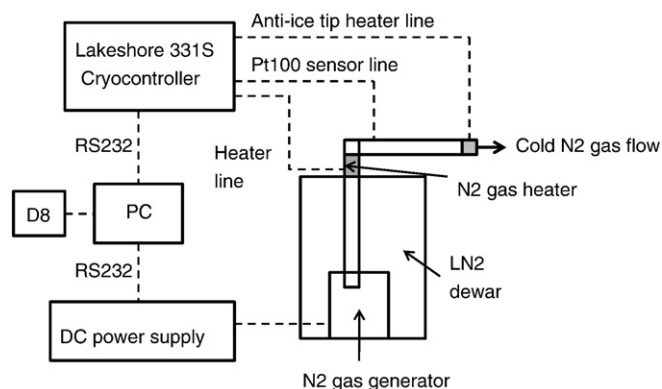 Anti-ice tip heater line
Lakeshore 331S
Cryocontroller
Pt100 sensor line
RS232
Heater
line
Cold N2 gas flow
N2 gas heater
D8
PC
RS232
LN2
dewar
DC power supply
N2 gas generator